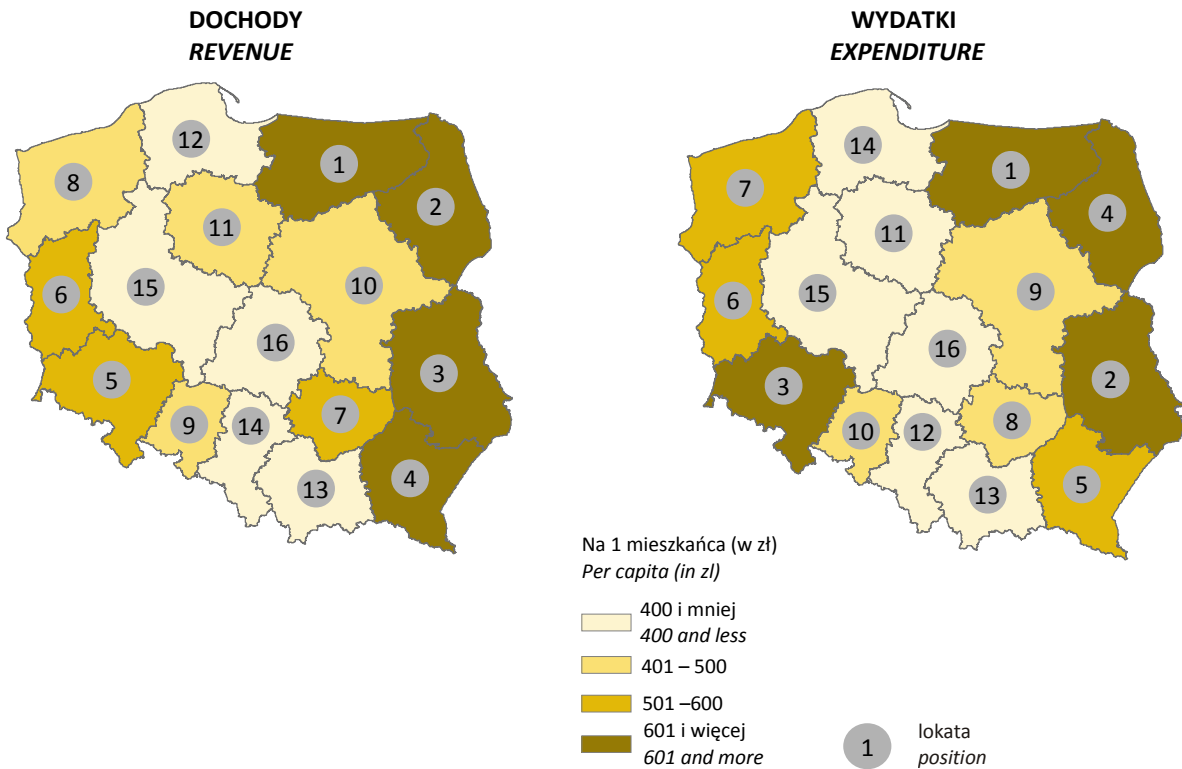 DOCHODY
REVENUE
12
1
8
2
11
10
6
15
16
3
5
7
9
14
4
13
WYDATKI
EXPENDITURE
14
1
7
4
11
9
6
15
16
2
3
8
10
12
5
13
Na 1 mieszkańca (w zł)
Per capita (in zl)
400 i mniej
400 and less
401 – 500
501 –600
601 i więcej
601 and more
1
lokata
position